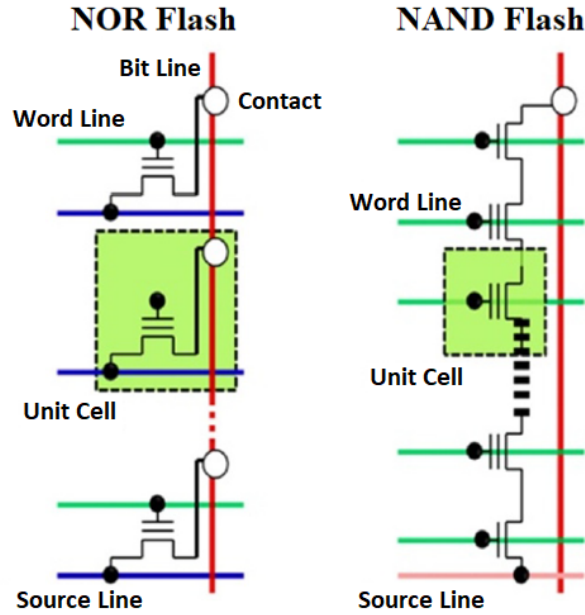 NOR Flash
NAND Flash
Bit Line
Contact
Word Line
Word Line
Unit Cell
Unit Cell
Source Line
Source Line